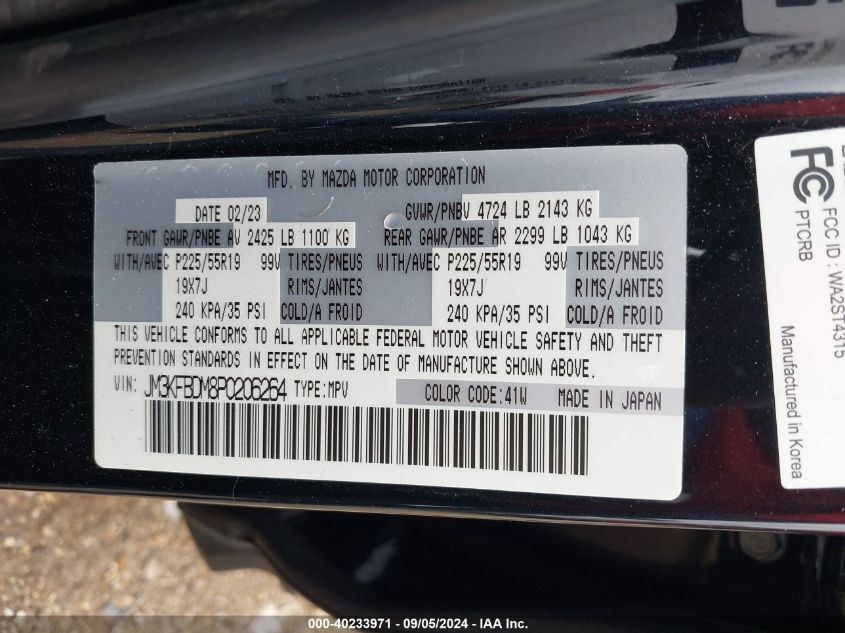 MFD. BY MAZDA MOTOR CORPORATION
DATE 02/23
GVWR/PNBV 4724 LB 2143 KG
FRONT GAWR/PNBE AV 2425 LB 1100 KG
REAR GAWR/PNBE AR 2299 LB 1043 KG
WITH/AVEC P225/55R19 99V TIRES/PNEUS
WITH/AVEC P225/55R19 99V TIRES/PNEUS
19X7J RIMS/JANTES
19X7J RIMS/JANTES
240 KPA/35 PSI COLD/A FROID
240 KPA/35 PSI COLD/A FROID
THIS VEHICLE CONFORMS TO ALL APPLICABLE FEDERAL MOTOR VEHICLE SAFETY AND THEFT
PREVENTION STANDARDS IN EFFECT ON THE DATE OF MANUFACTURE SHOWN ABOVE.
VIN: JM3KFBDM8P0206264 TYPE:MPV
COLOR CODE:41W MADE IN JAPAN
FC
PTCRB
FCC ID : WA2ST4315
Manufactured in Korea
000-40233971 - 09/05/2024 - IAA Inc.